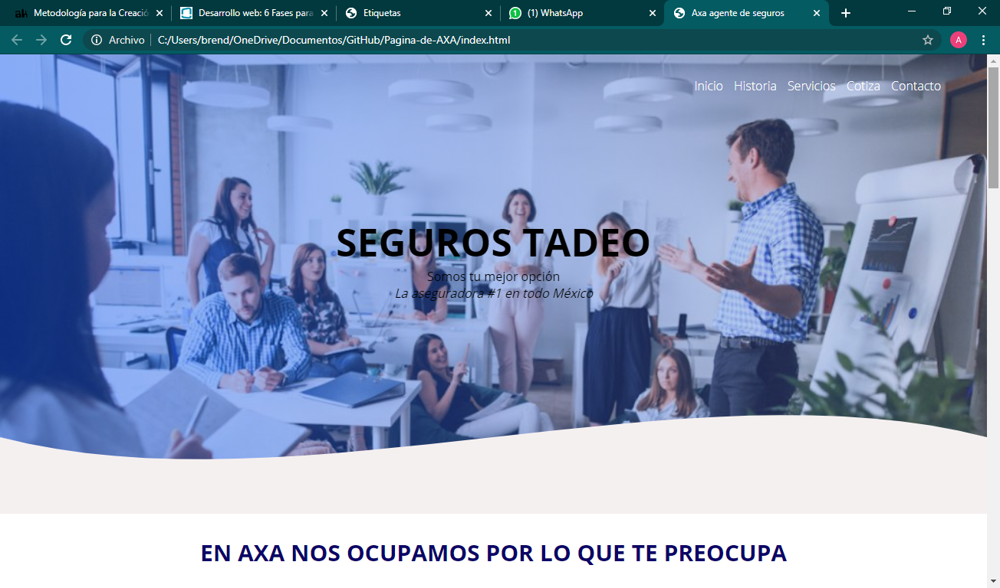 Metodología para la Creació
Desarrollo web: 6 Fases para
Etiquetas
(1) WhatsApp
Axa agente de seguros
Archivo
C:/Users/brend/OneDrive/Documentos/GitHub/Pagina-de-AXA/index.html
A
Inicio Historia Servicios Cotiza Contacto
SEGUROS TADEO
Somos tu mejor opción
La aseguradora #1 en todo México
EN AXA NOS OCUPAMOS POR LO QUE TE PREOCUPA